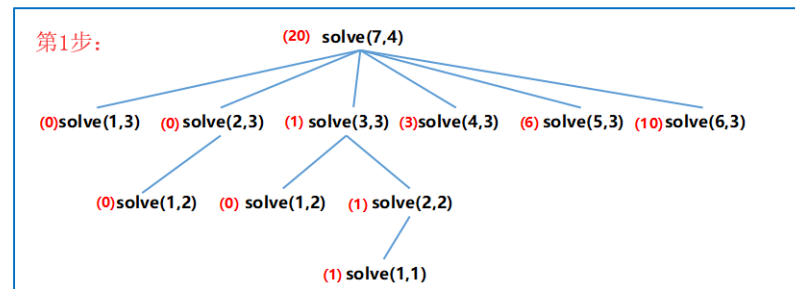 第1步:
(20) solve(7,4)
(0)solve(1,3) (0) solve(2,3) (1) solve(3,3) (3)solve(4,3) (6) solve(5,3) (10) solve(6,3)
(0)solve(1,2) (0) solve(1,2) (1) solve(2,2)
(1) solve(1,1)